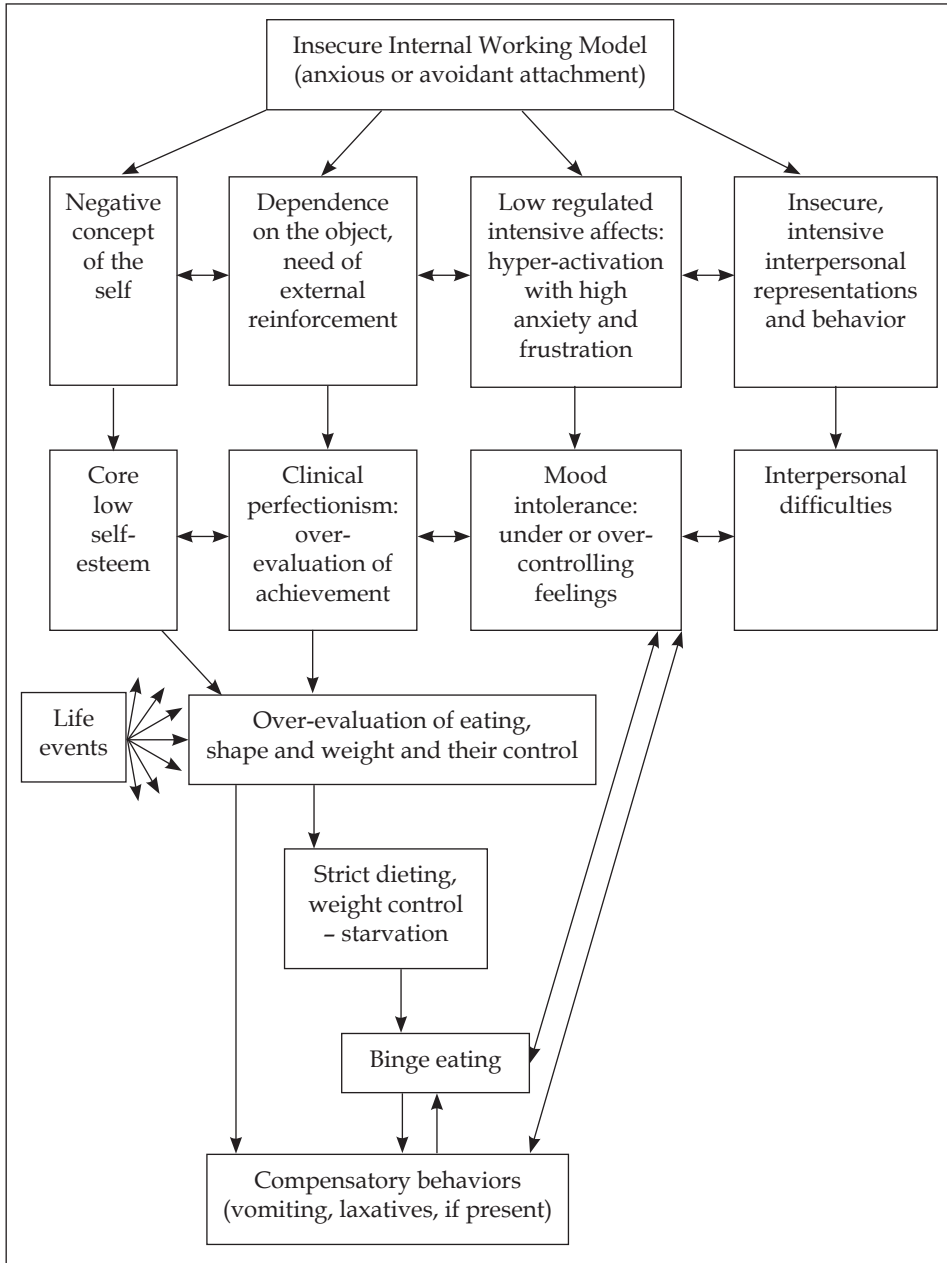 Insecure Internal Working Model
(anxious or avoidant attachment)
Negative
concept
of the
self
Dependence
on the object,
need of
external
reinforcement
Low regulated
intensive affects:
hyper-activation
with high
anxiety and
frustration
Insecure,
intensive
interpersonal
representations
and behavior
Core
low
self-
esteem
Clinical
perfectionism:
over-
evaluation of
achievement
Mood
intolerance:
under or over-
controlling
feelings
Interpersonal
difficulties
Life
events
Over-evaluation of eating,
shape and weight and their control
Strict dieting,
weight control
– starvation
Binge eating
Compensatory behaviors
(vomiting, laxatives, if present)